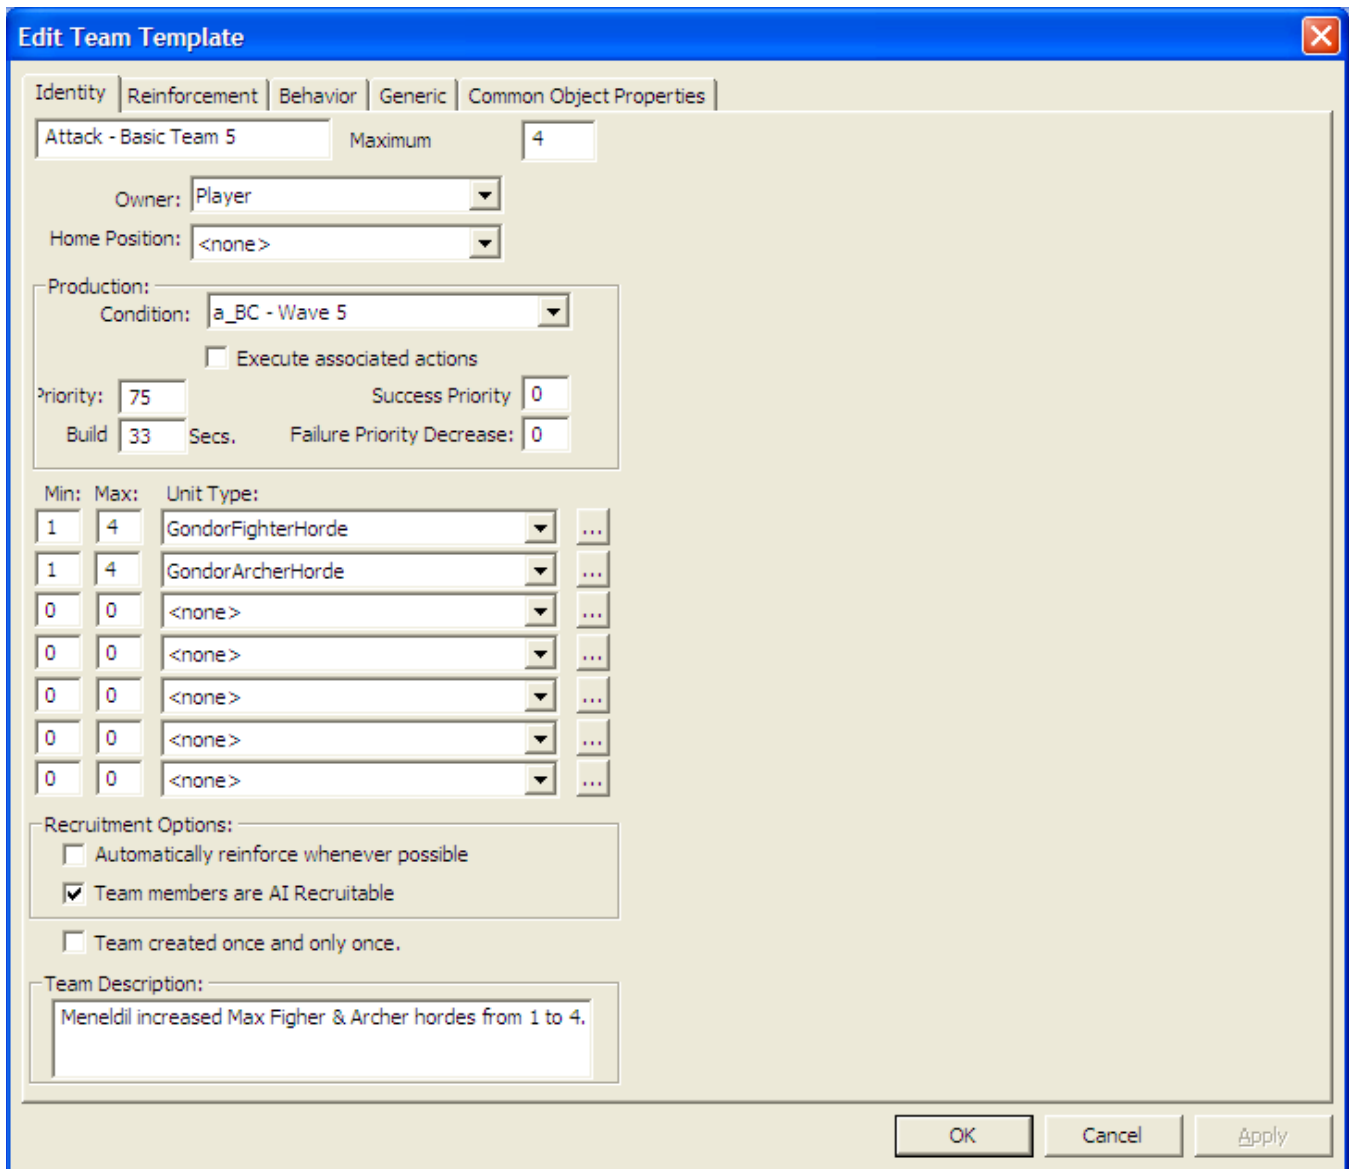 Edit Team Template
Identity Reinforcement Behavior Generic Common Object Properties
Attack - Basic Team 5 Maximum 4
Owner: Player
Home Position: <none>
Production:
Condition: a_BC - Wave 5
Execute associated actions
Priority: 75 Success Priority 0
Build 33 Secs. Failure Priority Decrease: 0
Min: Max: Unit Type:
1 4 GondorFighterHorde ...
1 4 GondorArcherHorde ...
0 0 <none> ...
0 0 <none> ...
0 0 <none> ...
0 0 <none> ...
0 0 <none> ...
Recruitment Options:
Automatically reinforce whenever possible
Team members are AI Recruitable
Team created once and only once.
Team Description:
Meneldil increased Max Figher & Archer hordes from 1 to 4.
OK Cancel Apply